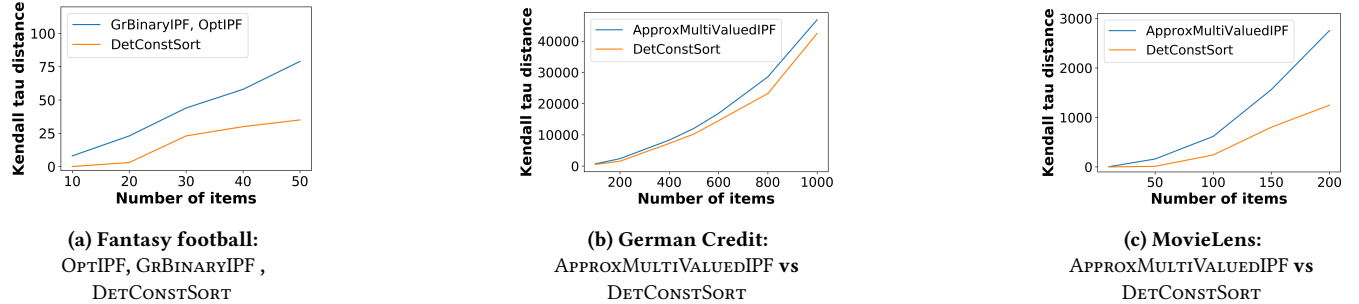 Kendall tau distance
100
75
50
25
0
GrBinaryIPF, OptIPF
DetConstSort
10 20 30 40 50
Number of items
(a) Fantasy football:
OPTIPF, GRBINARYIPF ,
DETCONSTSORT
Kendall tau distance
40000
30000
20000
10000
0
ApproxMultiValuedIPF
DetConstSort
200 400 600 800 1000
Number of items
(b) German Credit:
APPROXMULTIVALUEDIPF vs
DETCONSTSORT
Kendall tau distance
3000
2000
1000
0
ApproxMultiValuedIPF
DetConstSort
50 100 150 200
Number of items
(c) MovieLens:
APPROXMULTIVALUEDIPF vs
DETCONSTSORT